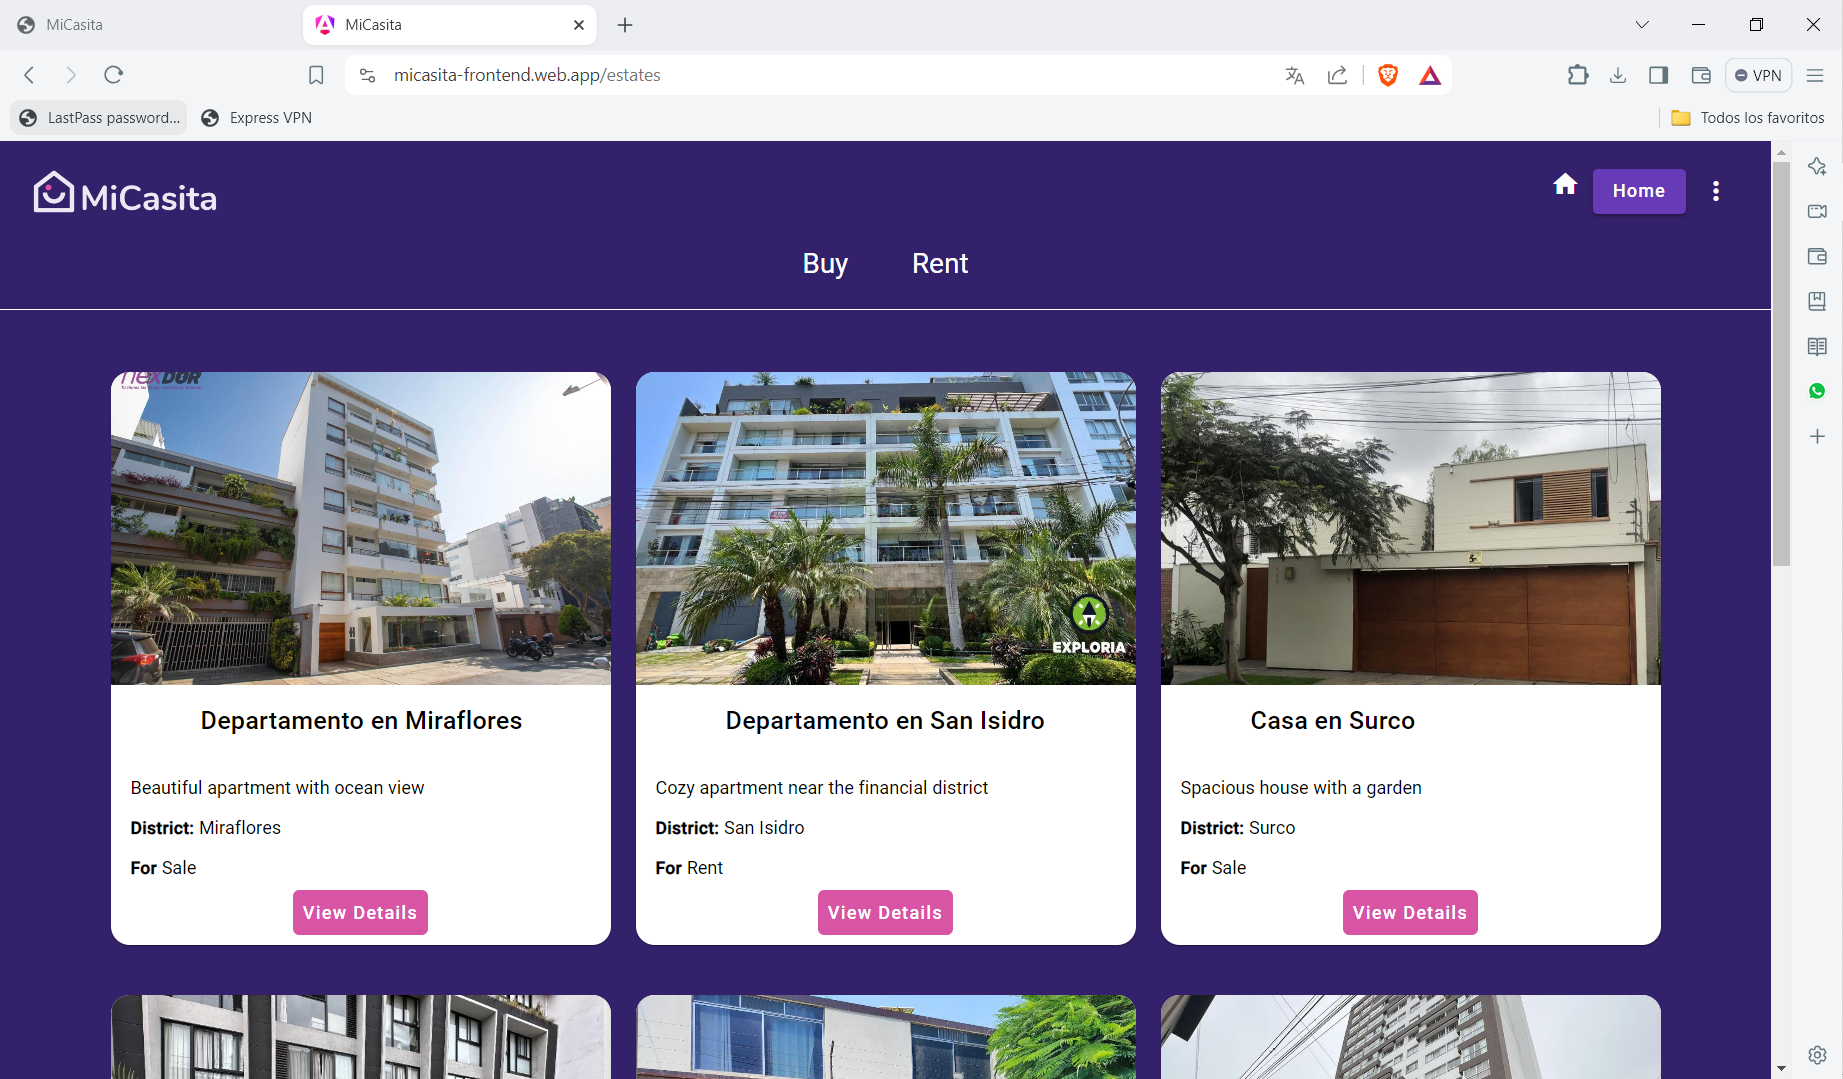 MiCasita
MiCasita
micasita-frontend.web.app/estates
VPN
LastPass password...
Express VPN
Todos los favoritos
MiCasita
Home
Buy
Rent
nexDOR
EXPLORIA
Departamento en Miraflores
Beautiful apartment with ocean view
District: Miraflores
For Sale
View Details
Departamento en San Isidro
Cozy apartment near the financial district
District: San Isidro
For Rent
View Details
Casa en Surco
Spacious house with a garden
District: Surco
For Sale
View Details